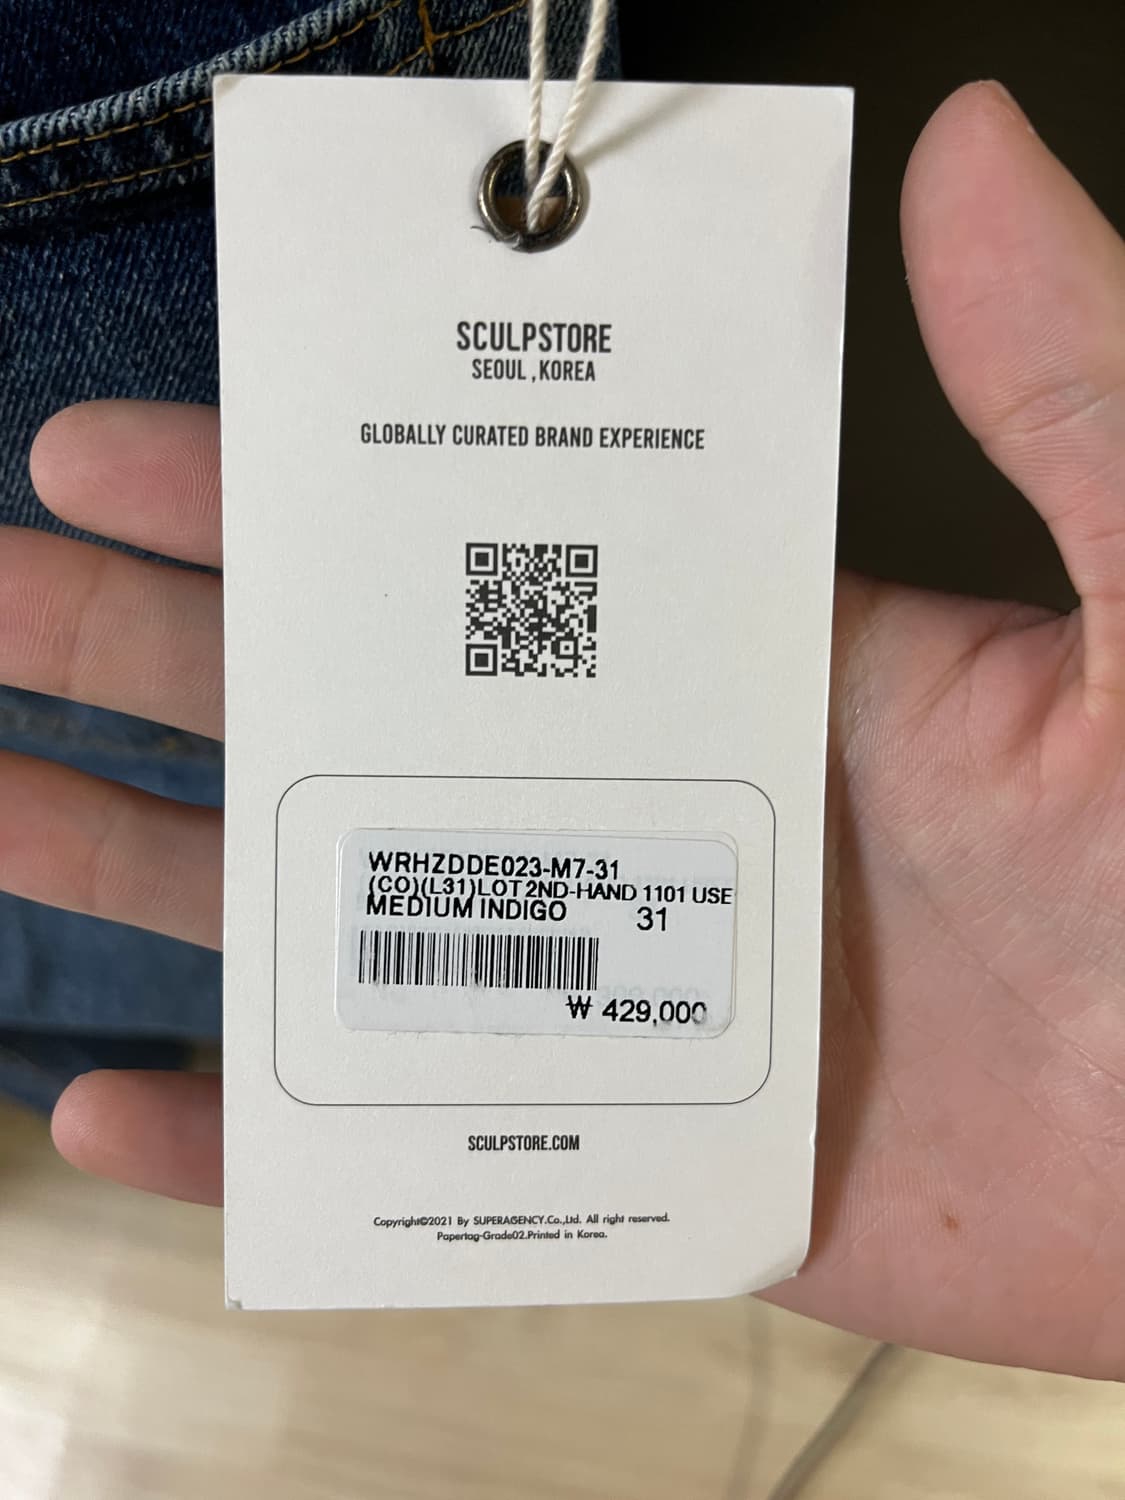 SCULPSTORE
SEOUL , KOREA
GLOBALLY CURATED BRAND EXPERIENCE
WRHZDDE023-M7-31
(CO)(L31)LOT 2ND-HAND 1101 USE
MEDIUM INDIGO 31
₩ 429,000
SCULPSTORE.COM
Copyright©2021 By SUPERAGENCY.Co.,Ltd. All right reserved.
Papertag-Grade02.Printed in Korea.